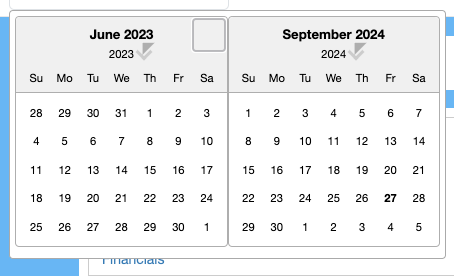 June 2023
2023
Su Mo Tu We Th Fr Sa
28 29 30 31 1 2 3
4 5 6 7 8 9 10
11 12 13 14 15 16 17
18 19 20 21 22 23 24
25 26 27 28 29 30 1
September 2024
2024
Su Mo Tu We Th Fr Sa
1 2 3 4 5 6 7
8 9 10 11 12 13 14
15 16 17 18 19 20 21
22 23 24 25 26 27 28
29 30 1 2 3 4 5
Financials